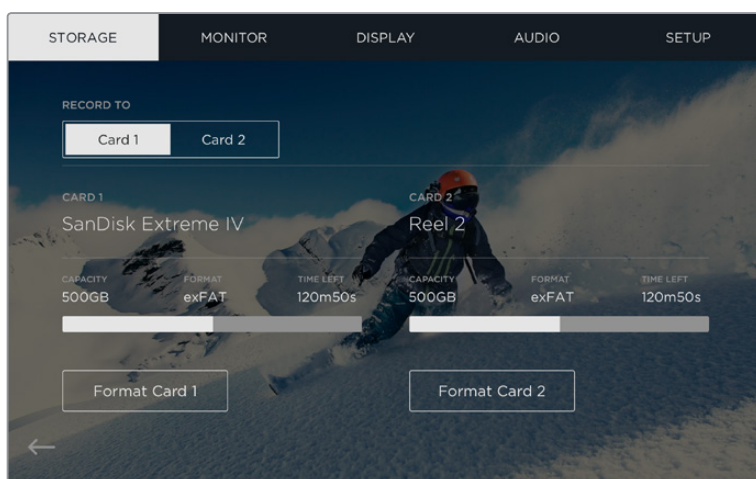 STORAGE MONITOR DISPLAY AUDIO SETUP
RECORD TO
Card 1 Card 2
CARD 1 CARD 2
SanDisk Extreme IV Reel 2
CAPACITY FORMAT TIME LEFT CAPACITY FORMAT TIME LEFT
500GB exFAT 120m50s 500GB exFAT 120m50s
Format Card 1 Format Card 2